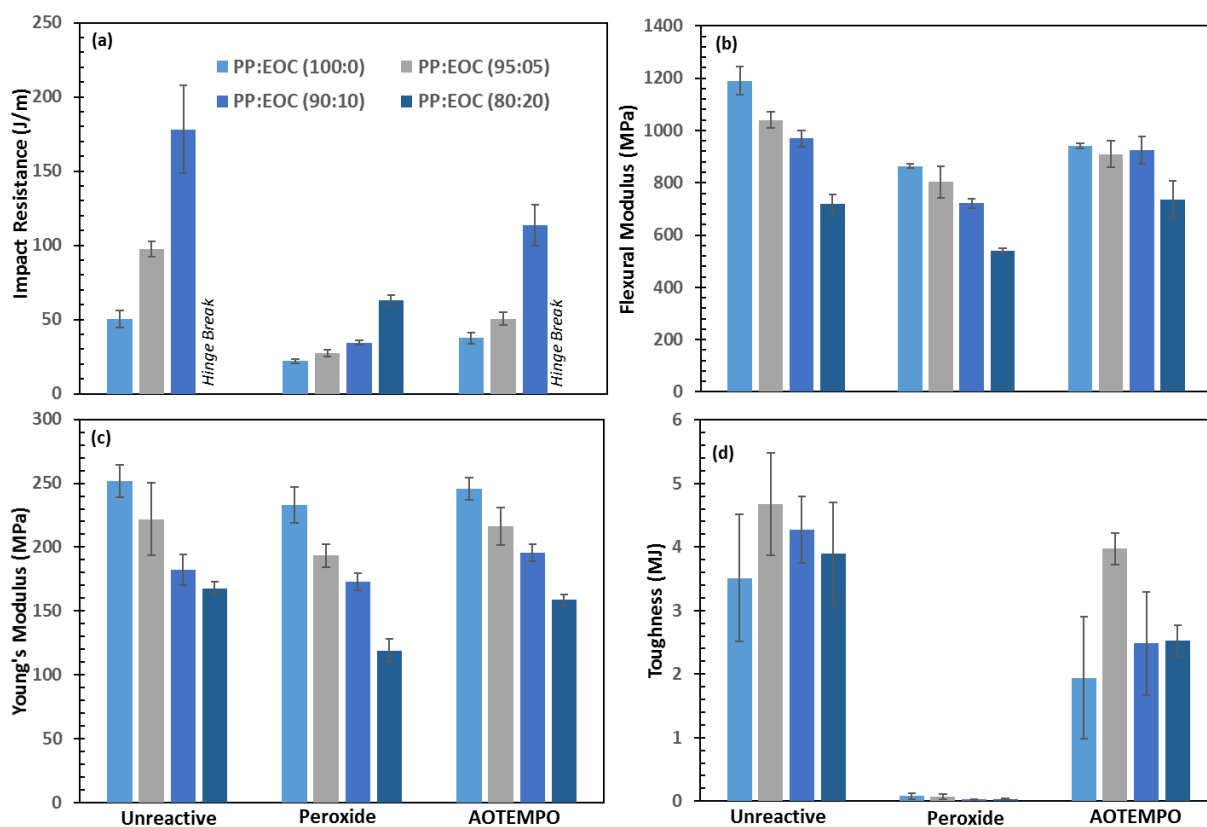 (a)
PP:EOC (100:0)
PP:EOC (95:05)
PP:EOC (90:10)
PP:EOC (80:20)
Impact Resistance (J/m)
250
200
150
100
50
0
Hinge Break
Hinge Break
(b)
Flexural Modulus (MPa)
1400
1200
1000
800
600
400
200
0
(c)
Young's Modulus (MPa)
300
250
200
150
100
50
0
Unreactive
Peroxide
AOTEMPO
(d)
Toughness (MJ)
6
5
4
3
2
1
0
Unreactive
Peroxide
AOTEMPO